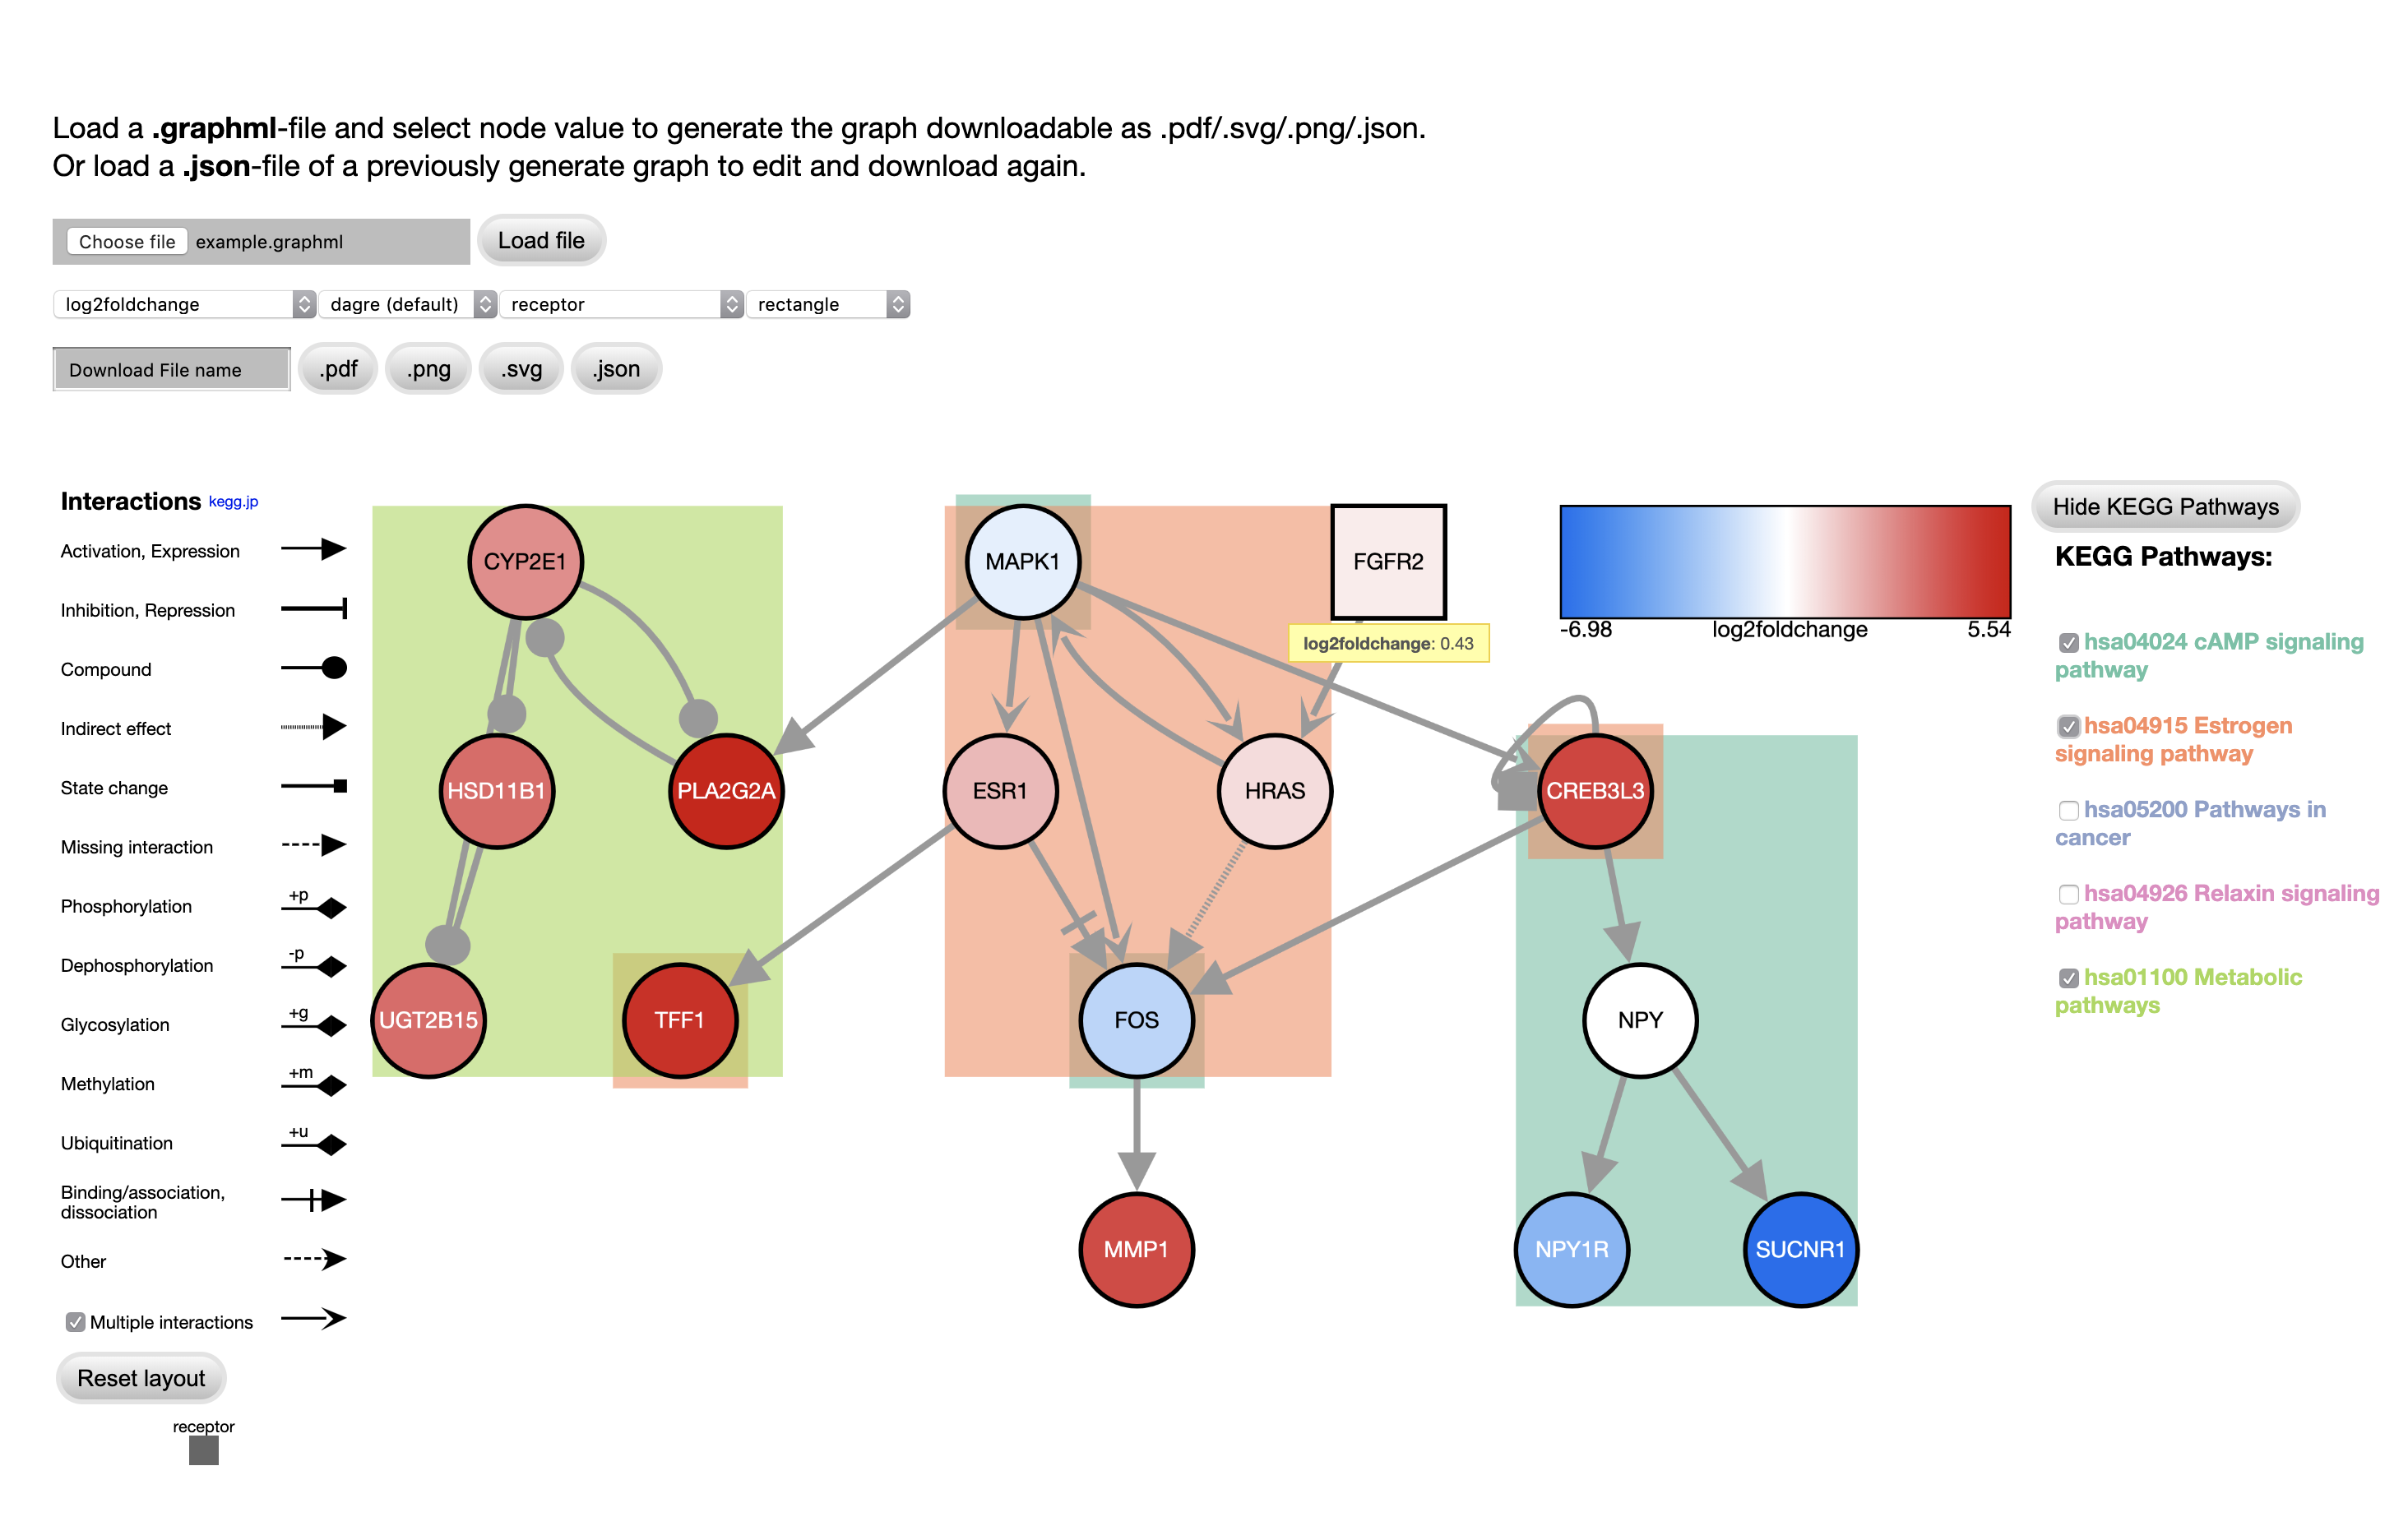 Load a .graphml-file and select node value to generate the graph downloadable as .pdf/.svg/.png/.json.
Or load a .json-file of a previously generate graph to edit and download again.
Choose file example.graphml Load file
log2foldchange dagre (default) receptor rectangle
Download File name .pdf .png .svg .json
Interactions kegg.jp
Activation, Expression
Inhibition, Repression
Compound
Indirect effect
State change
Missing interaction
Phosphorylation +p
Dephosphorylation -p
Glycosylation +g
Methylation +m
Ubiquitination +u
Binding/association,
dissociation
Other
Multiple interactions
Reset layout
receptor
CYP2E1
MAPK1
FGFR2
log2foldchange: 0.43
HSD11B1
PLA2G2A
ESR1
HRAS
CREB3L3
UGT2B15
TFF1
FOS
NPY
MMP1
NPY1R
SUCNR1
-6.98 log2foldchange 5.54
Hide KEGG Pathways
KEGG Pathways:
hsa04024 cAMP signaling
pathway
hsa04915 Estrogen
signaling pathway
hsa05200 Pathways in
cancer
hsa04926 Relaxin signaling
pathway
hsa01100 Metabolic
pathways